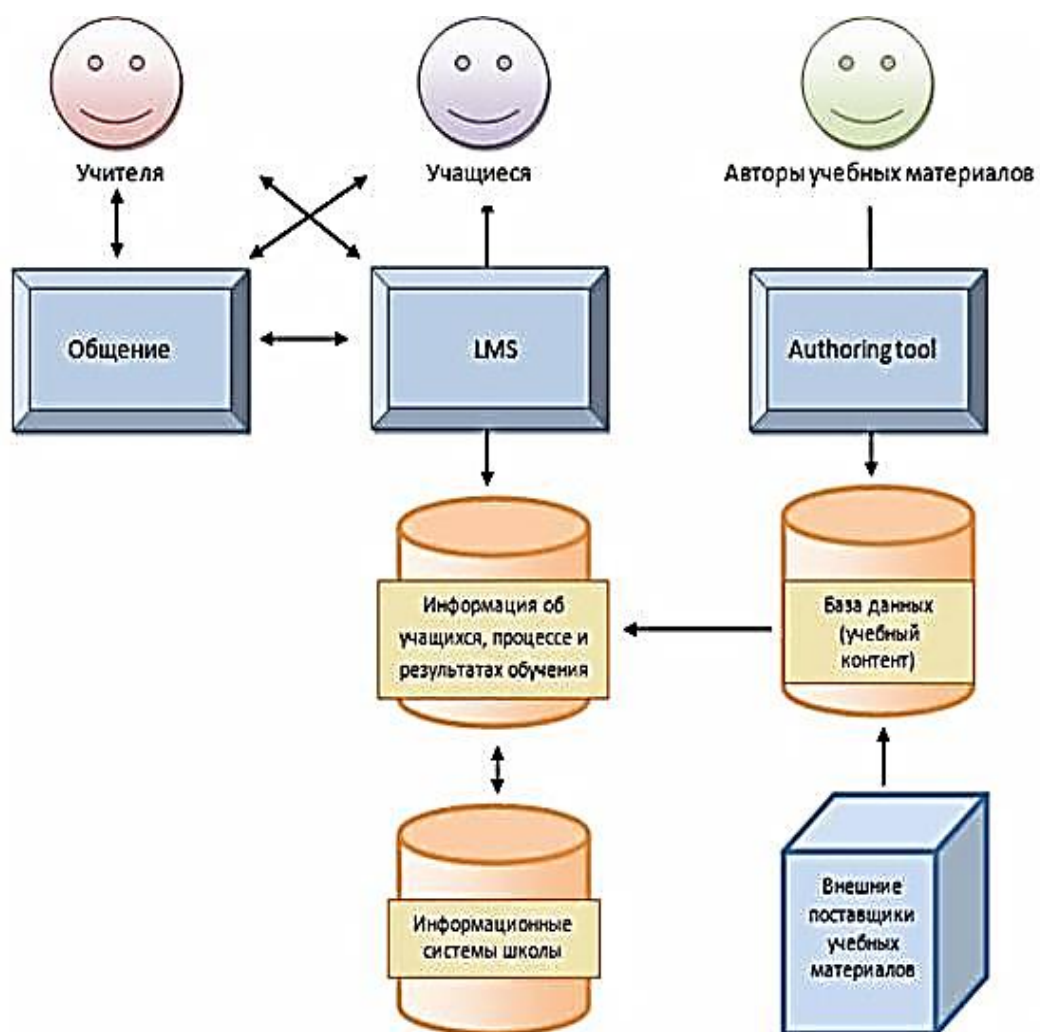 Учителя
Учащиеся
Авторы учебных материалов
Общение
LMS
Authoring tool
Информация об
учащихся, процессе и
результатах обучения
База данных
(учебный
контент)
Информационные
системы школы
Внешние
поставщики
учебных
материалов